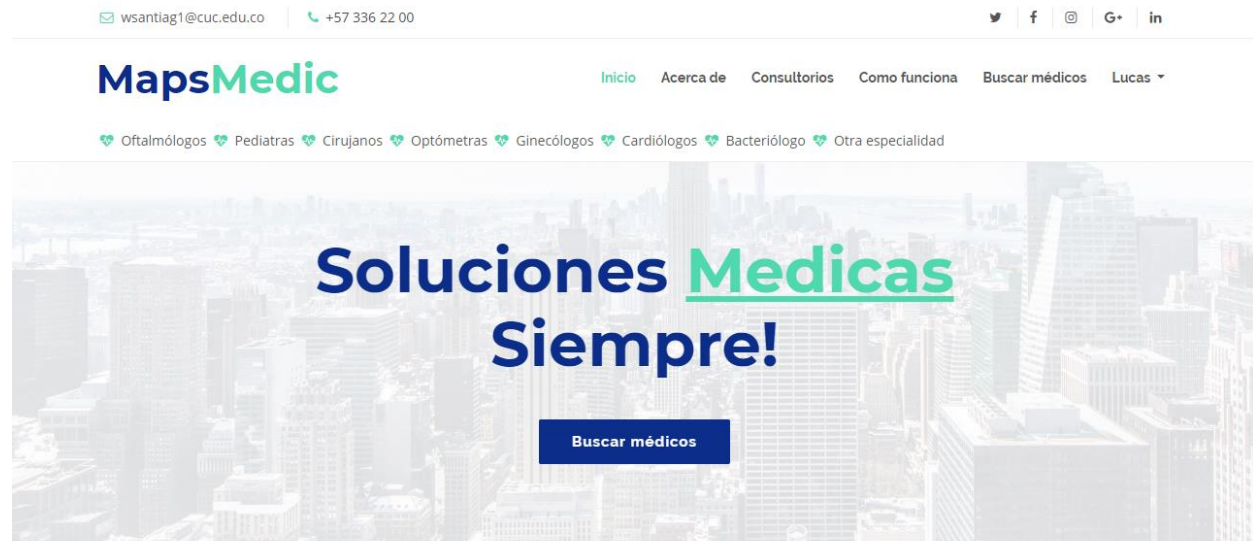 wsantiag1@cuc.edu.co +57 336 22 00 G+ in
MapsMedic
Inicio Acerca de Consultorios Como funciona Buscar médicos Lucas
Oftalmólogos Pediatras Cirujanos Optómetras Ginecólogos Cardiólogos Bacteriólogo Otra especialidad
Soluciones Medicas
Siempre!
Buscar médicos